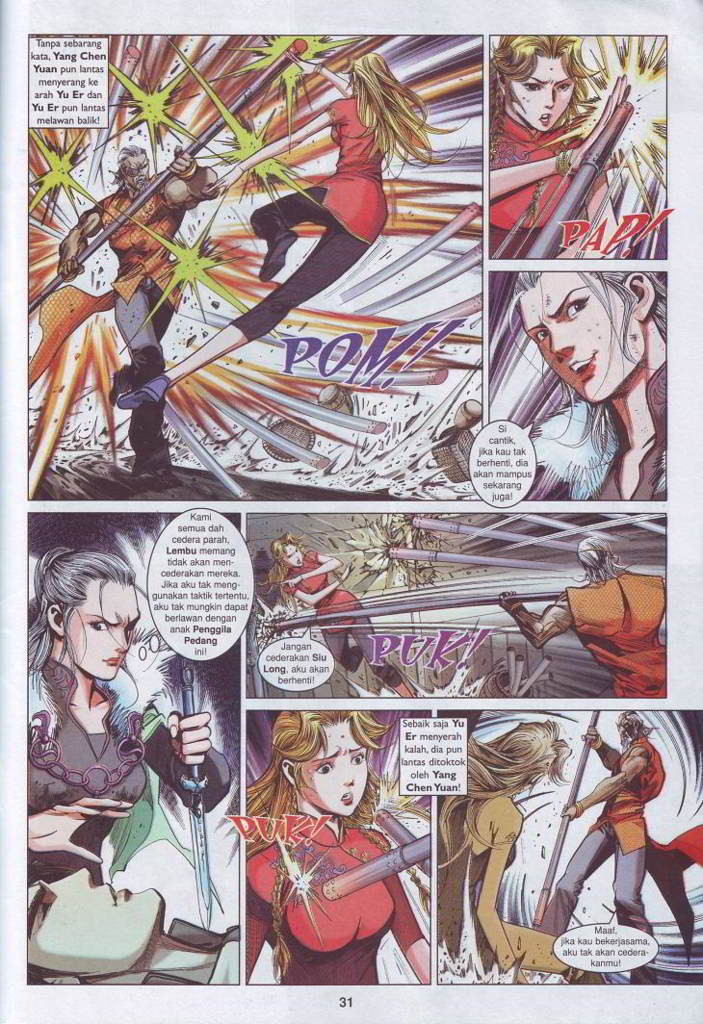 Tanpa sebarang
kata, Yang Chen
Yuan pun lantas
menyerang ke
arah Yu Er dan
Yu Er pun lantas
melawan balik!
POM!
PAP!
Si
cantik,
jika kau tak
berhenti, dia
akan mampus
sekarang
juga!
Kami
semua dah
cedera parah,
Lembu memang
tidak akan men-
cederakan mereka.
Jika aku tak meng-
gunakan taktik tertentu,
aku tak mungkin dapat
berlawan dengan
anak Penggila
Pedang
ini!
Jangan
cederakan Siu
Long, aku akan
berhenti!
PUK!
PUK!
Sebaik saja Yu
Er menyerah
kalah, dia pun
lantas ditoktok
oleh Yang
Chen Yuan!
Maaf,
jika kau bekerjasama,
aku tak akan cedera-
kanmu!
31